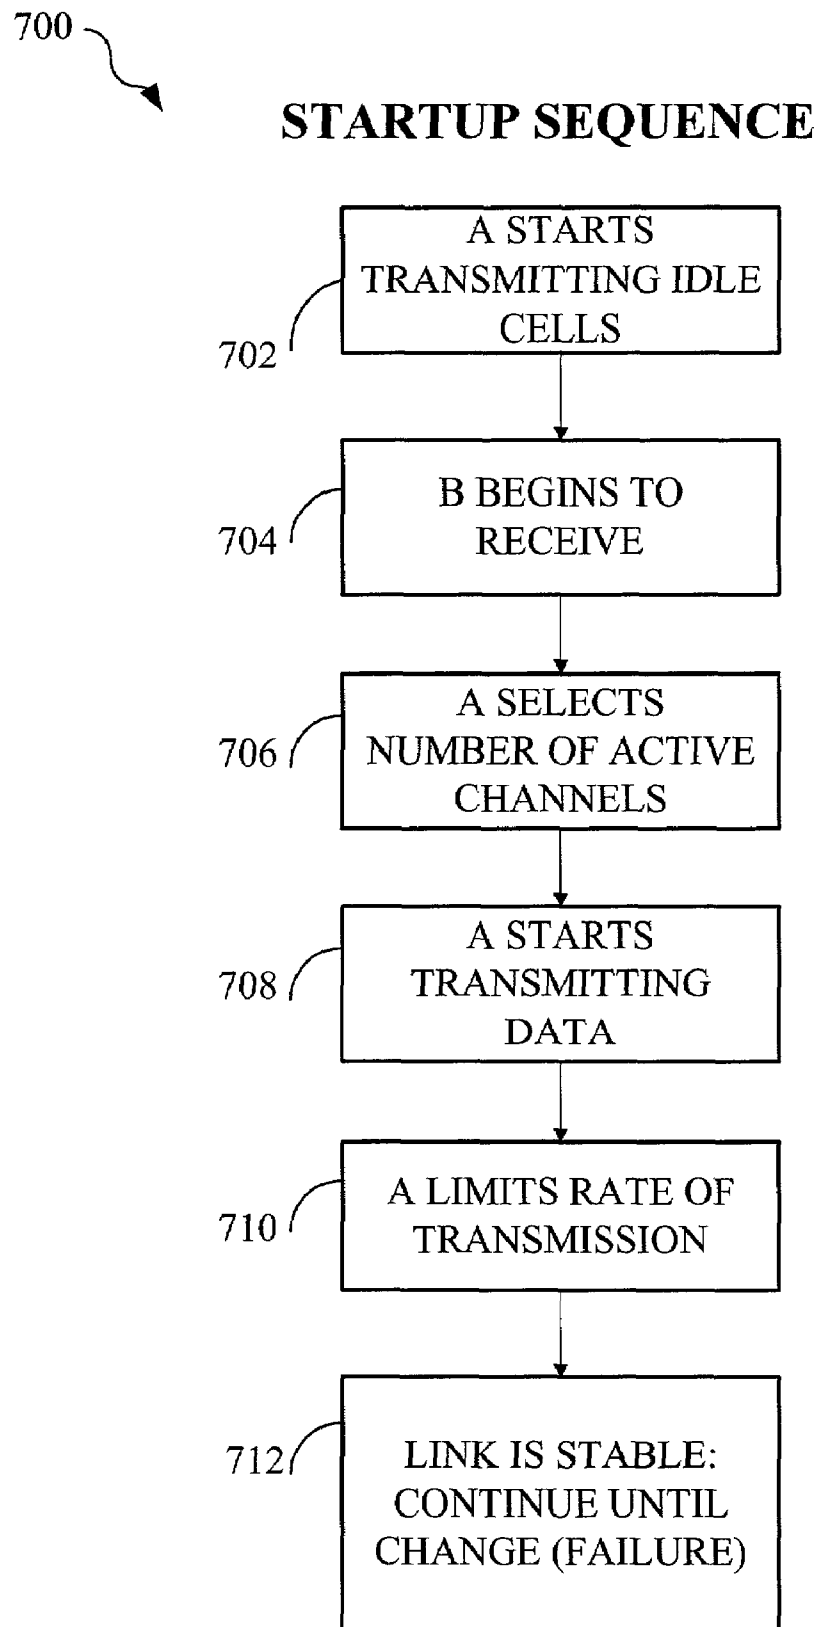 700
STARTUP SEQUENCE
A STARTS
TRANSMITTING IDLE
CELLS
702
B BEGINS TO
RECEIVE
704
A SELECTS
NUMBER OF ACTIVE
CHANNELS
706
A STARTS
TRANSMITTING
DATA
708
A LIMITS RATE OF
TRANSMISSION
710
LINK IS STABLE:
CONTINUE UNTIL
CHANGE (FAILURE)
712